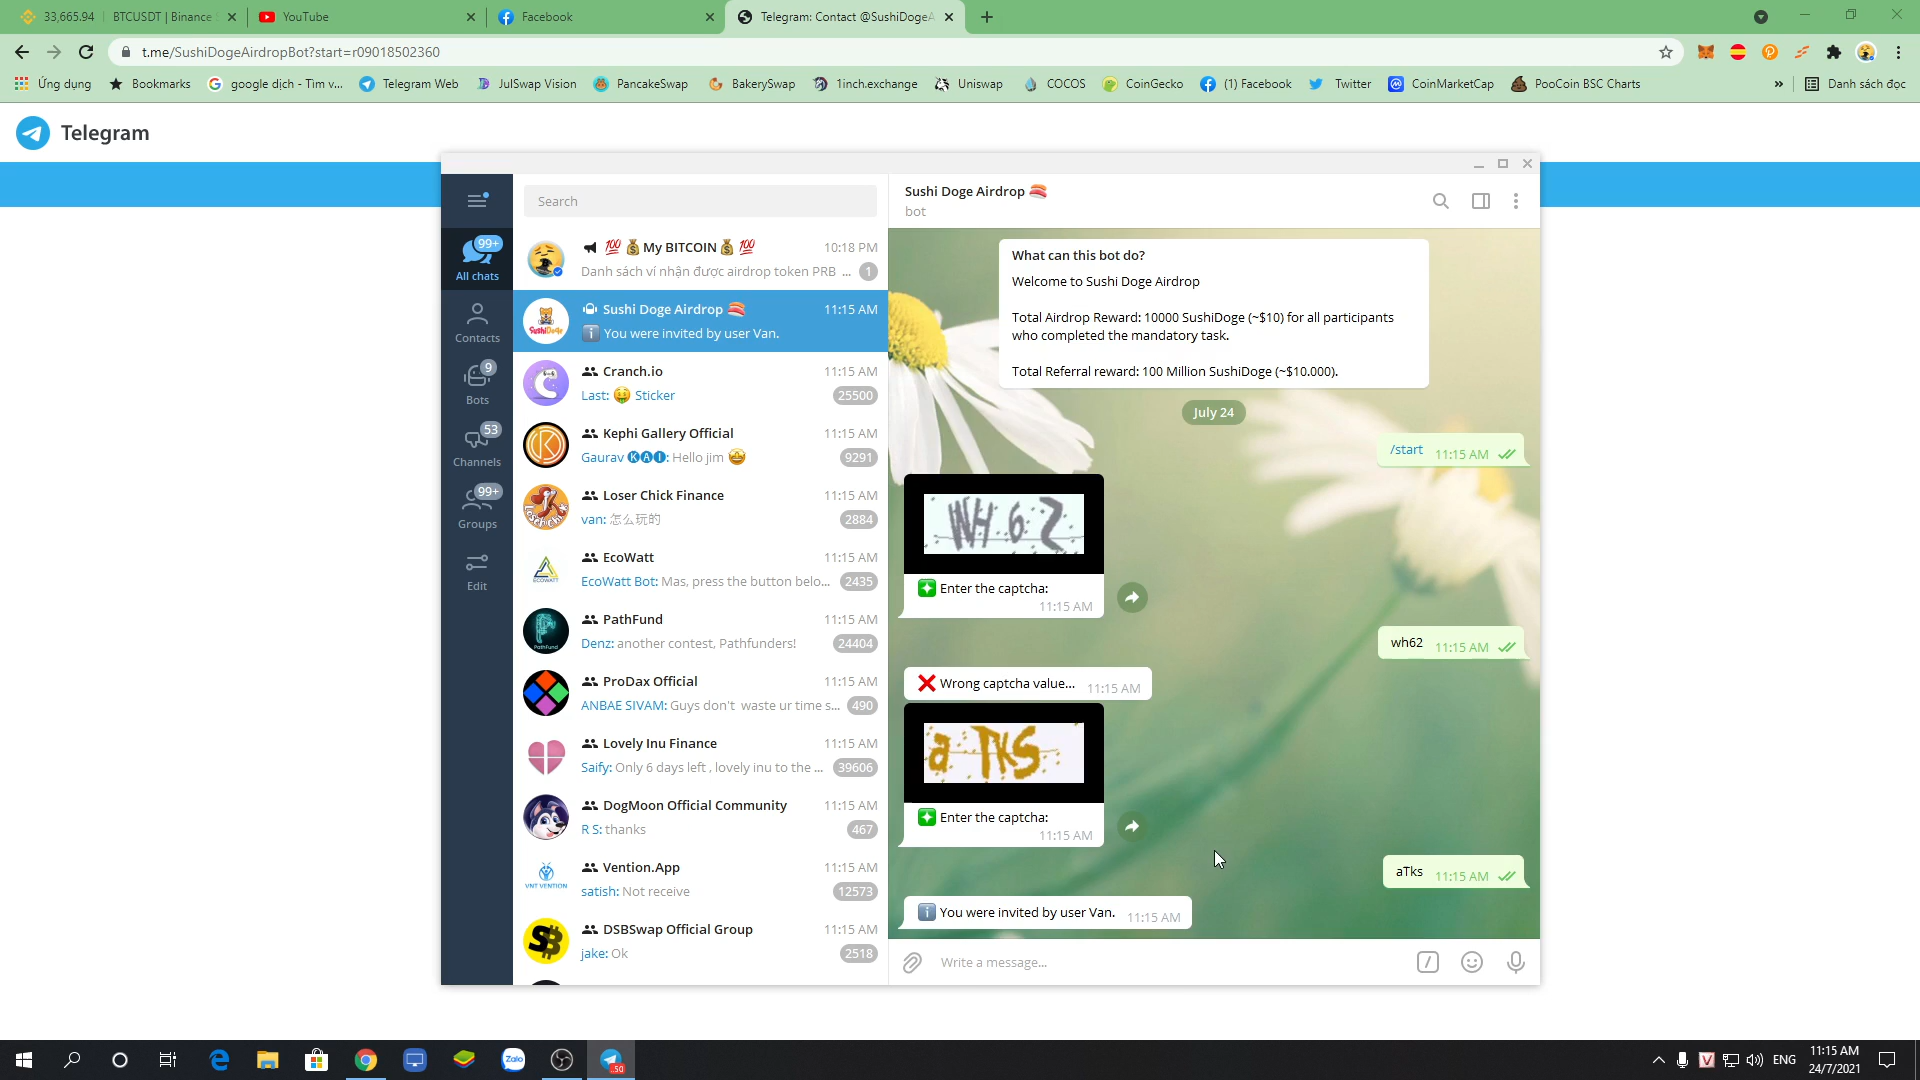 33,665.94 BTCUSDT | Binance
YouTube
Facebook
Telegram: Contact @SushiDogeA
t.me/SushiDogeAirdropBot?start=r09018502360
Ứng dụng Bookmarks google dịch - Tìm v... Telegram Web JulSwap Vision PancakeSwap BakerySwap 1inch.exchange Uniswap COCOS CoinGecko (1) Facebook Twitter CoinMarketCap PooCoin BSC Charts » Danh sách đọc
Telegram
99+
All chats
Contacts
9
Bots
53
Channels
99+
Groups
Edit
Search
💯💰My BITCOIN💰💯 10:18 PM
Danh sách ví nhận được airdrop token PRB ... 1
Sushi Doge Airdrop 🍣 11:15 AM
ℹ️ You were invited by user Van.
Cranch.io 11:15 AM
Last: 🤑 Sticker 25500
Kephi Gallery Official 11:15 AM
Gaurav 🅚🅐🅘: Hello jim 🤩 9291
Loser Chick Finance 11:15 AM
van: 怎么玩的 2884
EcoWatt 11:15 AM
EcoWatt Bot: Mas, press the button belo... 2435
PathFund 11:15 AM
Denz: another contest, Pathfunders! 24404
ProDax Official 11:15 AM
ANBAE SIVAM: Guys don't waste ur time s... 490
Lovely Inu Finance 11:15 AM
Saify: Only 6 days left , lovely inu to the ... 39606
DogMoon Official Community 11:15 AM
R S: thanks 467
Vention.App 11:15 AM
satish: Not receive 12573
DSBSwap Official Group 11:15 AM
jake: Ok 2518
Sushi Doge Airdrop 🍣
bot
What can this bot do?
Welcome to Sushi Doge Airdrop
Total Airdrop Reward: 10000 SushiDoge (~$10) for all participants
who completed the mandatory task.
Total Referral reward: 100 Million SushiDoge (~$10.000).
July 24
/start 11:15 AM
WH62
Enter the captcha:
11:15 AM
wh62 11:15 AM
❌ Wrong captcha value... 11:15 AM
aTkS
Enter the captcha:
11:15 AM
aTks 11:15 AM
ℹ️ You were invited by user Van. 11:15 AM
Write a message...
Zalo
ENG
11:15 AM
24/7/2021